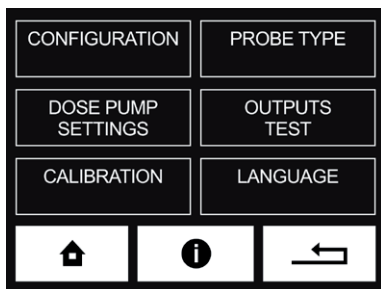 CONFIGURATION
PROBE TYPE
DOSE PUMP
SETTINGS
OUTPUTS
TEST
CALIBRATION
LANGUAGE